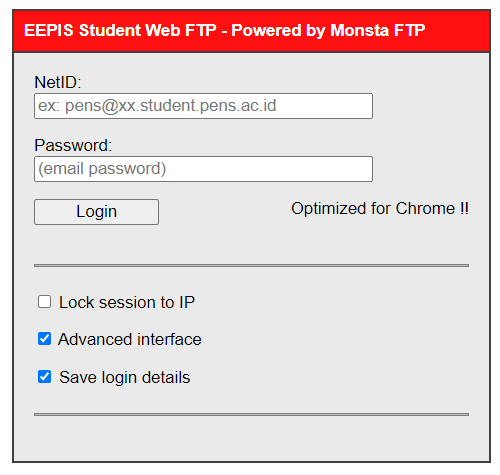 EEPIS Student Web FTP - Powered by Monsta FTP
NetID:
ex: pens@xx.student.pens.ac.id
Password:
(email password)
Login
Optimized for Chrome !!
Lock session to IP
Advanced interface
Save login details